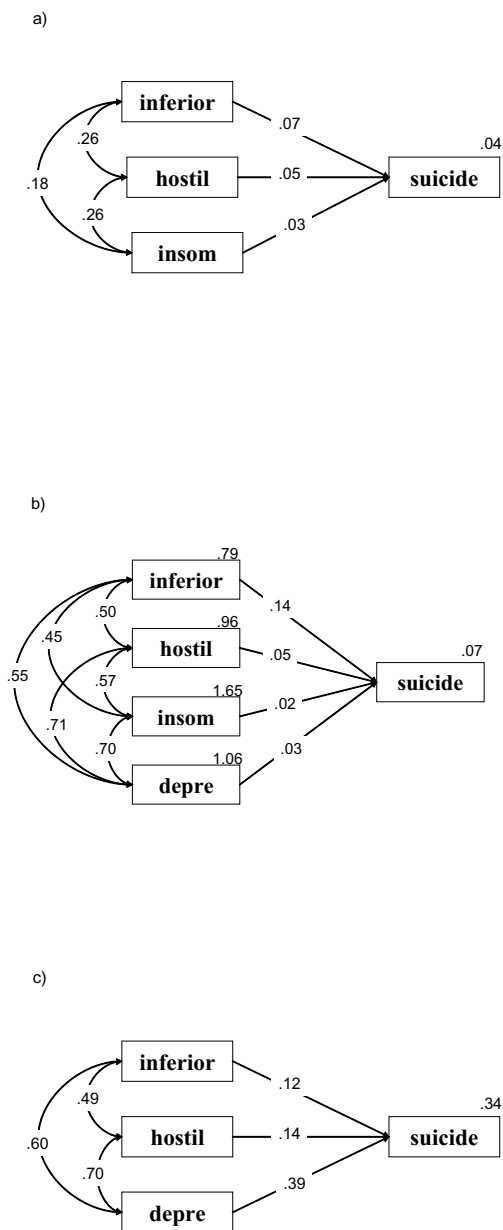 a)
inferior
.07
.04
.26
.18
hostil
.05
suicide
.26
.03
insom
b)
.79
inferior
.14
.50
.45
.96
.07
hostil
.05
.55
.57
suicide
1.65
.71
insom
.02
.70
1.06
.03
depre
c)
inferior
.12
.34
.49
hostil
.14
suicide
.60
.70
.39
depre